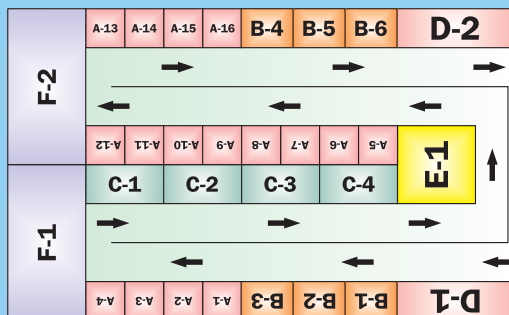 A-13 A-14 A-15 A-16 B-4 B-5 B-6 D-2
F-2
A-12 A-11 A-10 A-9 A-8 A-7 A-6 A-5
E-1
C-1 C-2 C-3 C-4
F-1
A-4 A-3 A-2 A-1 B-3 B-2 B-1 D-1